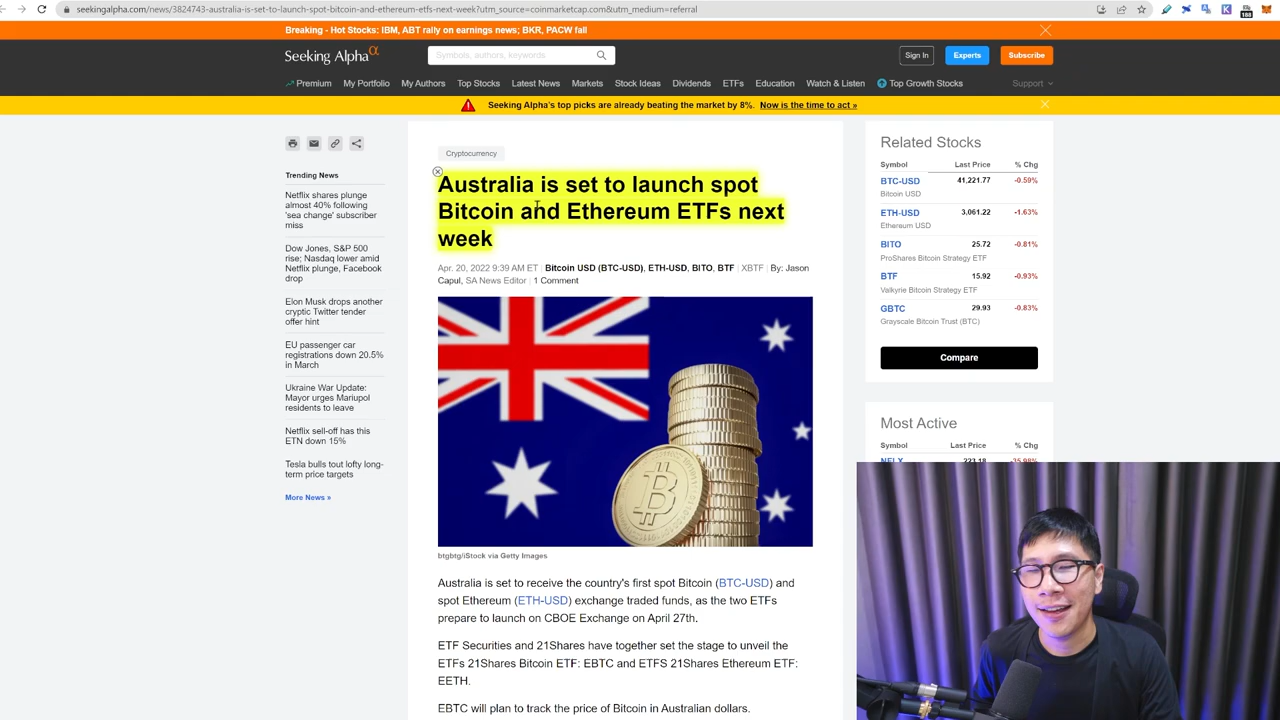 seekingalpha.com/news/3824743-australia-is-set-to-launch-spot-bitcoin-and-ethereum-etfs-next-week?utm_source=coinmarketcap.com&utm_medium=referral
188
Breaking - Hot Stocks: IBM, ABT rally on earnings news; BKR, PACW fall
Seeking Alpha α
Symbols, authors, keywords
Sign In
Experts
Subscribe
Premium My Portfolio My Authors Top Stocks Latest News Markets Stock Ideas Dividends ETFs Education Watch & Listen Top Growth Stocks Support
Seeking Alpha's top picks are already beating the market by 8%. Now is the time to act »
Trending News
Netflix shares plunge
almost 40% following
'sea change' subscriber
miss
Dow Jones, S&P 500
rise; Nasdaq lower amid
Netflix plunge, Facebook
drop
Elon Musk drops another
cryptic Twitter tender
offer hint
EU passenger car
registrations down 20.5%
in March
Ukraine War Update:
Mayor urges Mariupol
residents to leave
Netflix sell-off has this
ETN down 15%
Tesla bulls tout lofty long-
term price targets
More News »
Cryptocurrency
Australia is set to launch spot
Bitcoin and Ethereum ETFs next
week
Apr. 20, 2022 9:39 AM ET | Bitcoin USD (BTC-USD), ETH-USD, BITO, BTF | XBTF | By: Jason
Capul, SA News Editor | 1 Comment
btgbtg/iStock via Getty Images
Australia is set to receive the country's first spot Bitcoin (BTC-USD) and
spot Ethereum (ETH-USD) exchange traded funds, as the two ETFs
prepare to launch on CBOE Exchange on April 27th.
ETF Securities and 21Shares have together set the stage to unveil the
ETFs 21Shares Bitcoin ETF: EBTC and ETFS 21Shares Ethereum ETF:
EETH.
EBTC will plan to track the price of Bitcoin in Australian dollars.
Related Stocks
Symbol Last Price % Chg
BTC-USD 41,221.77 -0.59%
Bitcoin USD
ETH-USD 3,061.22 -1.63%
Ethereum USD
BITO 25.72 -0.81%
ProShares Bitcoin Strategy ETF
BTF 15.92 -0.93%
Valkyrie Bitcoin Strategy ETF
GBTC 29.93 -0.83%
Grayscale Bitcoin Trust (BTC)
Compare
Most Active
Symbol Last Price % Chg
NFLX 223.18 -35.98%